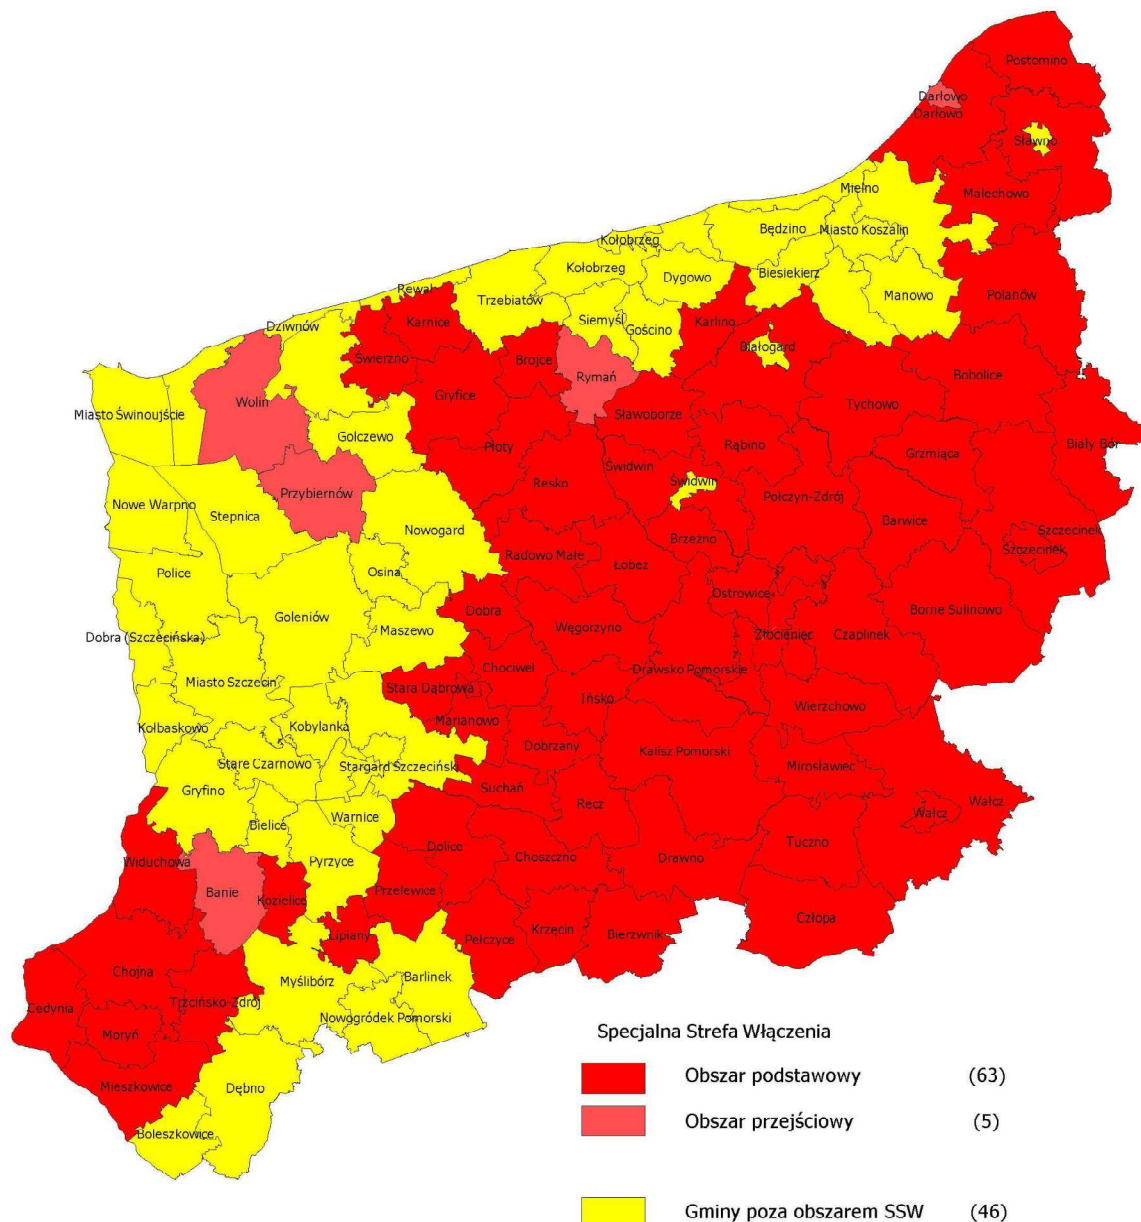 Postomino
Darłowo
Darłowo
Sławno
Mielno
Malechowo
Kołobrzeg
Będzino
Miasto Koszalin
Kołobrzeg
Dygowo
Biesiekierz
Rewal
Trzebiatów
Manowo
Polanów
Dziwnów
Karnice
Siemyśl
Gościno
Karlino
Świerzno
Brojce
Białogard
Rymań
Bobolice
Gryfice
Wolin
Miasto Świnoujście
Sławoborze
Tychowo
Golczewo
Płoty
Rąbino
Biały Bór
Grzmiąca
Świdwin
Resko
Świdwin
Przybiernów
Połczyn-Zdrój
Nowe Warpno
Stepnica
Barwice
Nowogard
Szczecinek
Brzeżno
Szczecinek
Radowo Małe
Łobez
Police
Osina
Ostrowice
Dobra
Borne Sulinowo
Goleniów
Węgorzyno
Maszewo
Złocieniec
Czaplinek
Dobra (Szczecińska)
Chociwel
Drawsko Pomorskie
Miasto Szczecin
Stara Dąbrowa
Ińsko
Wierzchowo
Marianowo
Kołbaskowo
Kobylanka
Dobrzany
Kalisz Pomorski
Stare Czarnowo
Stargard Szczeciński
Mirosławiec
Gryfino
Suchań
Recz
Wałcz
Wałcz
Warnice
Bielice
Tuczno
Dolice
Choszczno
Drawno
Widuchowa
Pyrzyce
Banie
Kozielice
Przelewice
Człopa
Krzęcin
Lipiany
Bierzwnik
Pełczyce
Chojna
Myślibórz
Barlinek
Cedynia
Trzcińsko-Zdrój
Nowogródek Pomorski
Moryń
Mieszkowice
Dębno
Boleszkowice
Specjalna Strefa Włączenia
Obszar podstawowy (63)
Obszar przejściowy (5)
Gminy poza obszarem SSW (46)